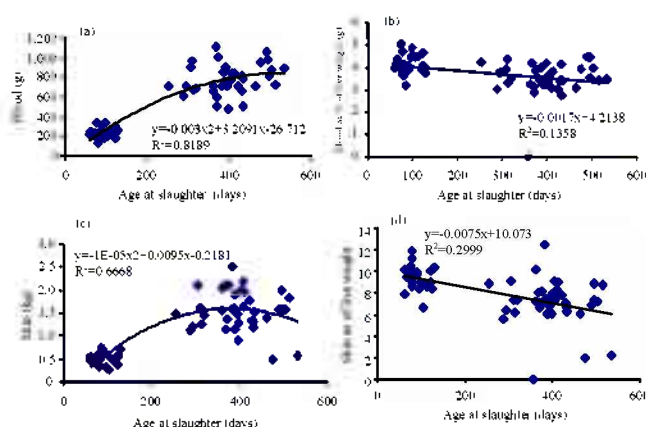 (a)
1.200
1.000
800
600
400
200
0
y=-0.003x2+3.2091x-26.712
R²=0.8189
0 200 400 600
Age at slaughter (days)
(b)
y=-0.0017x+4.2138
R²=0.1358
0 100 200 300 400 500 600
Age at slaughter (days)
(c)
y=-1E-05x2+0.0095x-0.2181
R²=0.6668
3.0
2.5
2.0
1.5
1.0
0.5
0
0 200 400 600
Age at slaughter (days)
(d)
y=-0.0075x+10.073
R²=0.2999
14
12
10
8
6
4
2
0
0 200 400 600
Age at slaughter (days)